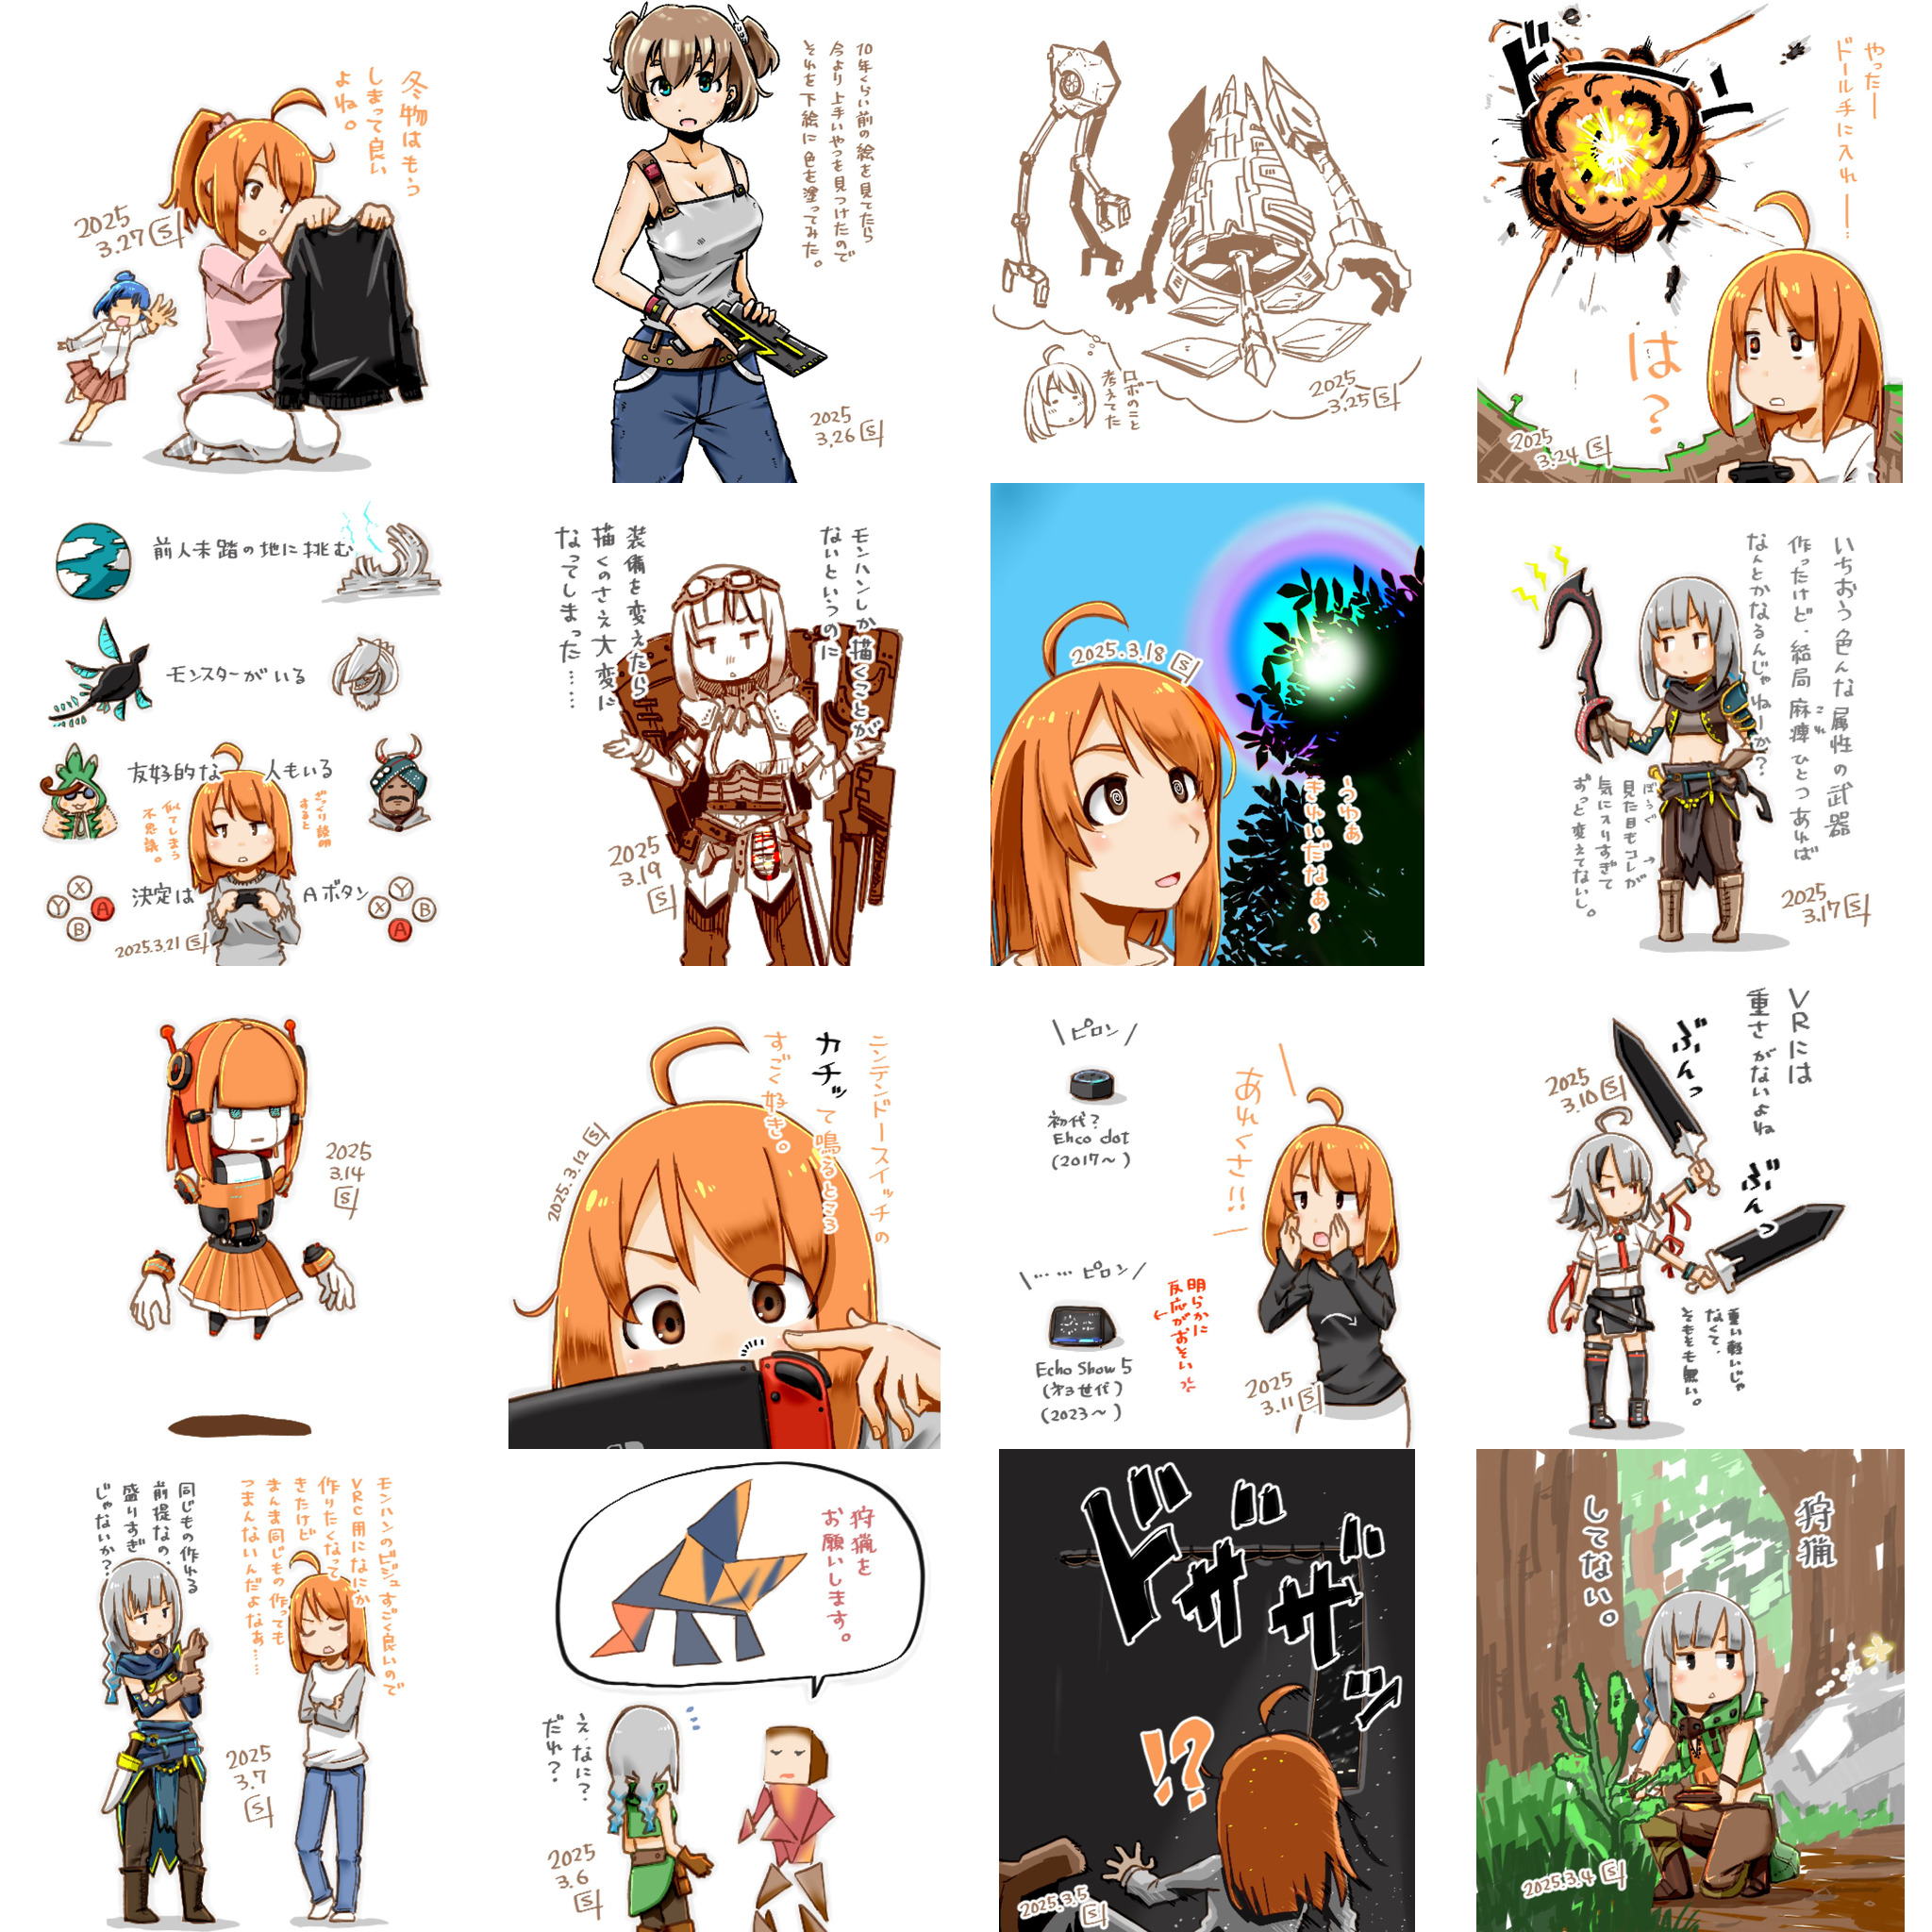 冬物はもう
しまって良い
よね。
2025
3.27 S
10年くらい前の絵を見てたら
今より上手いやつを見つけたので
それを下絵に色を塗ってみた。
2025
3.26 S
ロボのこと
考えてた
2025
3.25 S
ドーン
やったー
ドール手に入れ——…
は?
2025
3.24 S
前人未踏の地に挑む
モンスターがいる
友好的な人もいる
ざっくり説明
すると
似てしまう
不思議。
決定はAボタン
X
Y
A
B
Y
X
B
A
2025.3.21 S
モンハンしか描くことが
ないというのに
装備を変えたら
描くのさえ大変に
なってしまった……
2025
3.19
S
2025.3.18 S
うわぁ
きれいだなぁ〜
いちおう色んな属性の武器
作ったけど、結局麻痺ひとつあれば
なんとかなるんじゃねーか?
これ
見た目もコレが
ぼうぐ
気に入りすぎて
ずっと変えてないし。
2025
3.17 S
2025
3.14
S
ニンテンドースイッチの
カチッて鳴るところ
すごく好き。
2025.3.12 S
\ピロン/
初代?
Ehco dot
(2017〜)
\……ピロン/
Echo Show 5
(第3世代)
(2023〜)
あれくさ!!
明らかに
反応がおそい
2025
3.11 S
VRには
重さがないよね
ぶんっ
ぶんっ
2025
3.10 S
重い軽いじゃ
なくて、
そもそも無い。
モンハンのビジュすごく良いので
VRC用になにか
作りたくなって
きたけど
まんま同じもの作っても
つまんないんだよなぁ……
同じもの作れる
前提なの、
盛りすぎ
じゃないか?
2025
3.7
S
狩猟を
お願いします。
え、なに?
だれ?
2025
3.6
S
ドザザッ
!?
2025.3.5
S
狩猟
してない。
2025.3.4 S